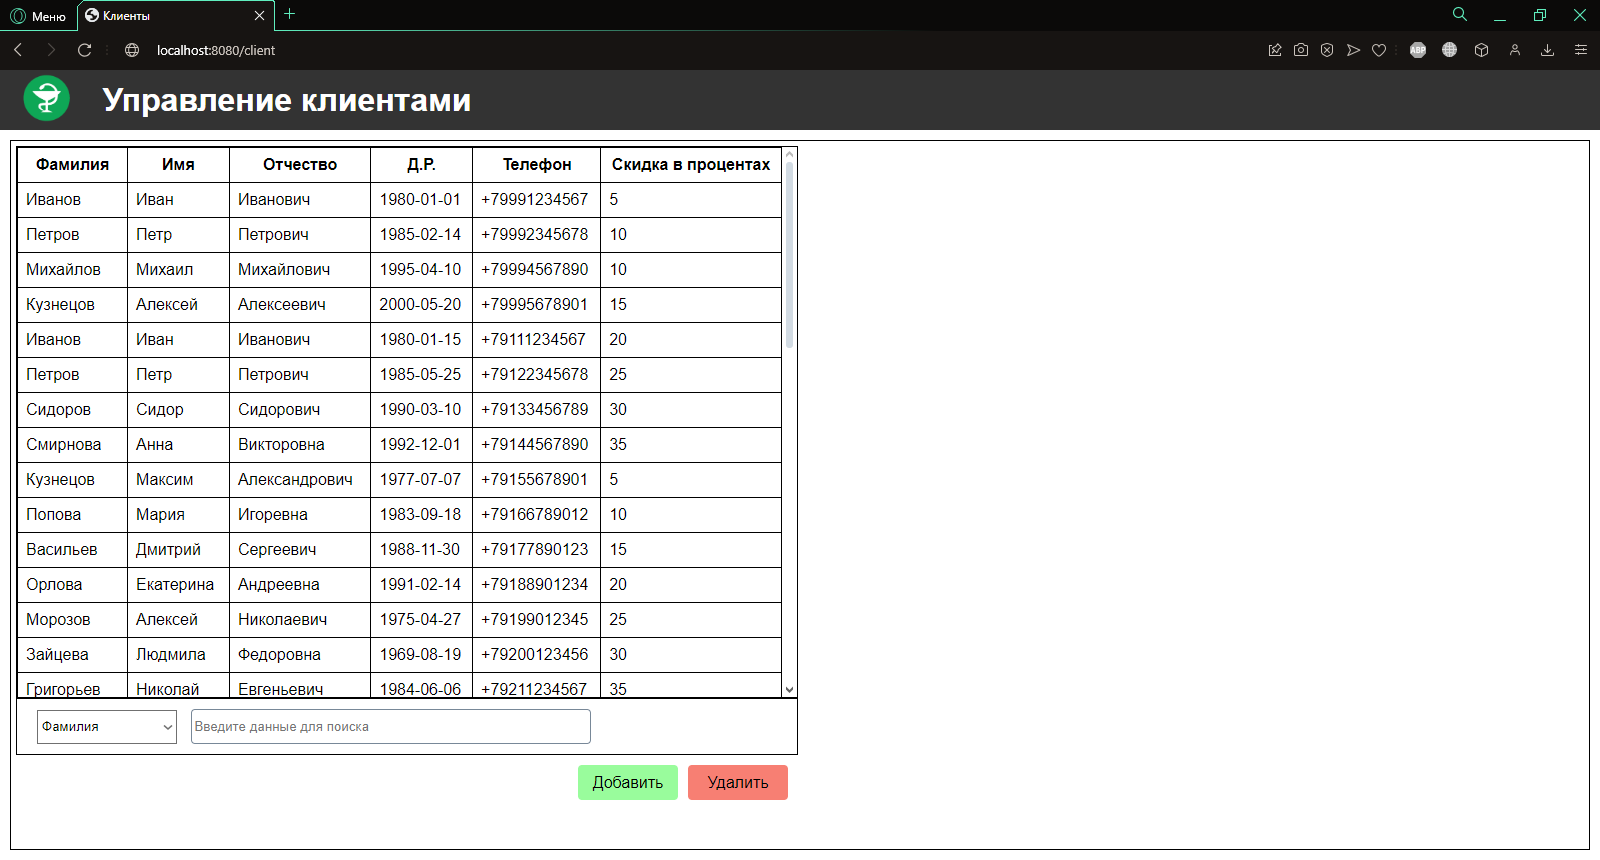 Меню
Клиенты
localhost:8080/client
ABP
Управление клиентами
Фамилия Имя Отчество Д.Р. Телефон Скидка в процентах
Иванов Иван Иванович 1980-01-01 +79991234567 5
Петров Петр Петрович 1985-02-14 +79992345678 10
Михайлов Михаил Михайлович 1995-04-10 +79994567890 10
Кузнецов Алексей Алексеевич 2000-05-20 +79995678901 15
Иванов Иван Иванович 1980-01-15 +79111234567 20
Петров Петр Петрович 1985-05-25 +79122345678 25
Сидоров Сидор Сидорович 1990-03-10 +79133456789 30
Смирнова Анна Викторовна 1992-12-01 +79144567890 35
Кузнецов Максим Александрович 1977-07-07 +79155678901 5
Попова Мария Игоревна 1983-09-18 +79166789012 10
Васильев Дмитрий Сергеевич 1988-11-30 +79177890123 15
Орлова Екатерина Андреевна 1991-02-14 +79188901234 20
Морозов Алексей Николаевич 1975-04-27 +79199012345 25
Зайцева Людмила Федоровна 1969-08-19 +79200123456 30
Григорьев Николай Евгеньевич 1984-06-06 +79211234567 35
Фамилия Введите данные для поиска
Добавить Удалить